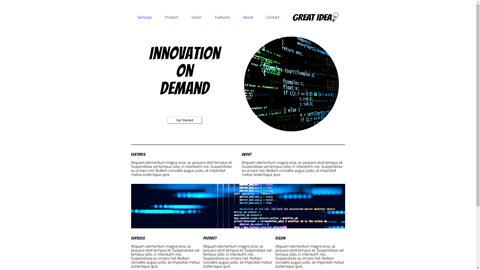 Services Product Vision Features About Contact GREAT IDEA
INNOVATION
ON
DEMAND
Get Started
FEATURES
Aliquam elementum magna eros, ac posuere elvit tempus et.
Suspendisse vel tempus odio, in interdutm nisi. Suspendisse
eu ornare nisl. Nullam convallis augue justo, at imperdiet
metus scelerisque quis.
ABOUT
Aliquam elementum magna eros, ac posuere elvit tempus et.
Suspendisse vel tempus odio, in interdutm nisi. Suspendisse
eu ornare nisl. Nullam convallis augue justo, at imperdiet
metus scelerisque quis.
SERVICES
Aliquam elementum magna eros,
ac posuere elvit tempus et.
Suspendisse vel tempus odio, in
interdutm nisi. Suspendisse eu
ornare nisl. Nullam convallis
augue justo, at imperdiet metus
scelerisque quis.
PRODUCT
Aliquam elementum magna eros,
ac posuere elvit tempus et.
Suspendisse vel tempus odio, in
interdutm nisi. Suspendisse eu
ornare nisl. Nullam convallis
augue justo, at imperdiet metus
scelerisque quis.
VISION
Aliquam elementum magna eros,
ac posuere elvit tempus et.
Suspendisse vel tempus odio, in
interdutm nisi. Suspendisse eu
ornare nisl. Nullam convallis
augue justo, at imperdiet metus
scelerisque quis.